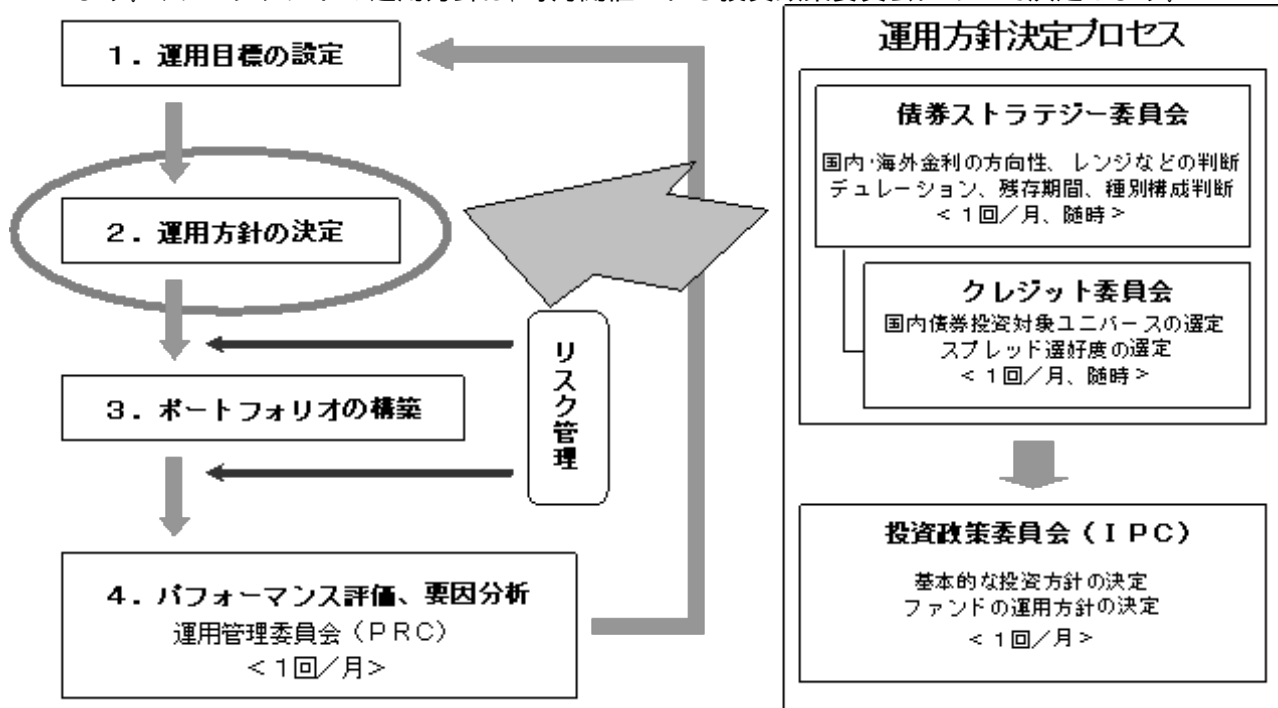 1．運用目標の設定
2．運用方針の決定
3．ポートフォリオの構築
4．パフォーマンス評価、要因分析
運用管理委員会（PRC）
＜1回／月＞
リスク管理
運用方針決定プロセス
債券ストラテジー委員会
国内・海外金利の方向性、レンジなどの判断
デュレーション、残存期間、種別構成判断
＜1回／月、随時＞
クレジット委員会
国内債券投資対象ユニバースの選定
スプレッド選好度の選定
＜1回／月、随時＞
投資政策委員会（IPC）
基本的な投資方針の決定
ファンドの運用方針の決定
＜1回／月＞